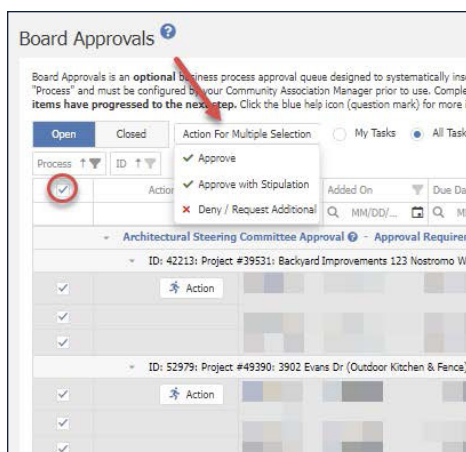 Board Approvals ?
Board Approvals is an optional business process approval queue designed to systematically ins
"Process" and must be configured by your Community Association Manager prior to use. Comple
items have progressed to the next step. Click the blue help icon (question mark) for more i
Open Closed Action For Multiple Selection My Tasks All Task
Process ID
Approve
Approve with Stipulation
Deny / Request Additional
Action Added On Due Da
MM/DD/... M
Architectural Steering Committee Approval ? - Approval Requiremen
ID: 42213: Project #39531: Backyard Improvements 123 Nostromo W
Action
ID: 52979: Project #49390: 3902 Evans Dr (Outdoor Kitchen & Fence)
Action